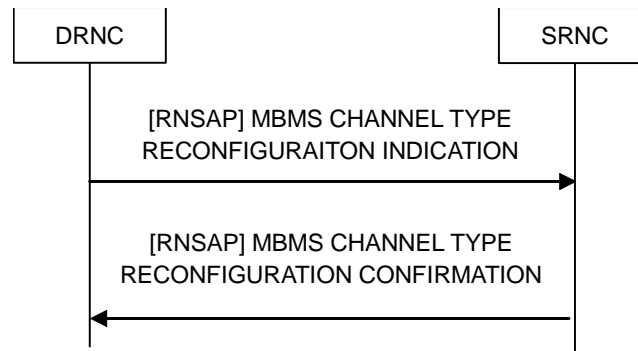 DRNC
SRNC
[RNSAP] MBMS CHANNEL TYPE
RECONFIGURAITON INDICATION
[RNSAP] MBMS CHANNEL TYPE
RECONFIGURATION CONFIRMATION